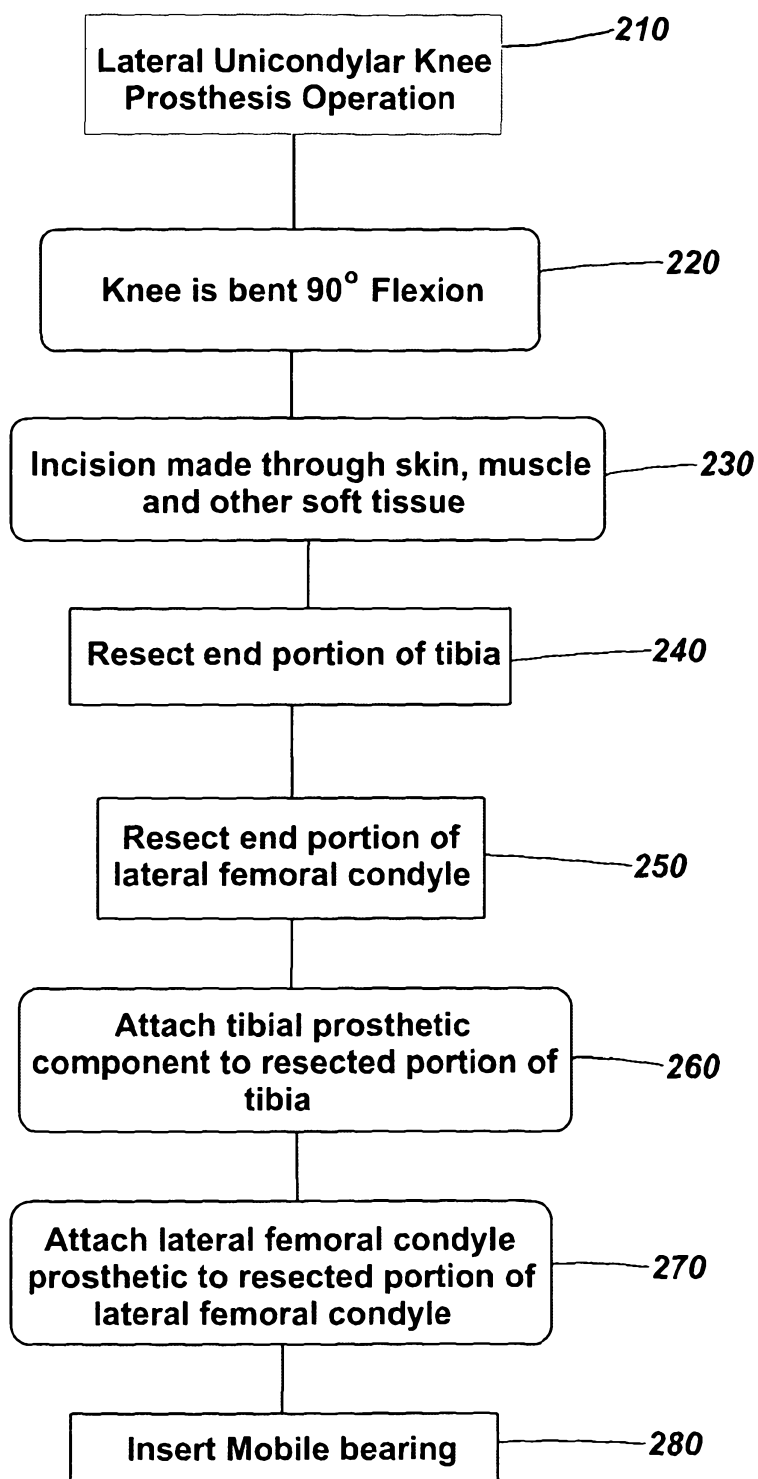 210
Lateral Unicondylar Knee
Prosthesis Operation
220
Knee is bent 90° Flexion
230
Incision made through skin, muscle
and other soft tissue
240
Resect end portion of tibia
Resect end portion of
lateral femoral condyle
250
Attach tibial prosthetic
component to resected portion of
tibia
260
Attach lateral femoral condyle
prosthetic to resected portion of
lateral femoral condyle
270
Insert Mobile bearing
280